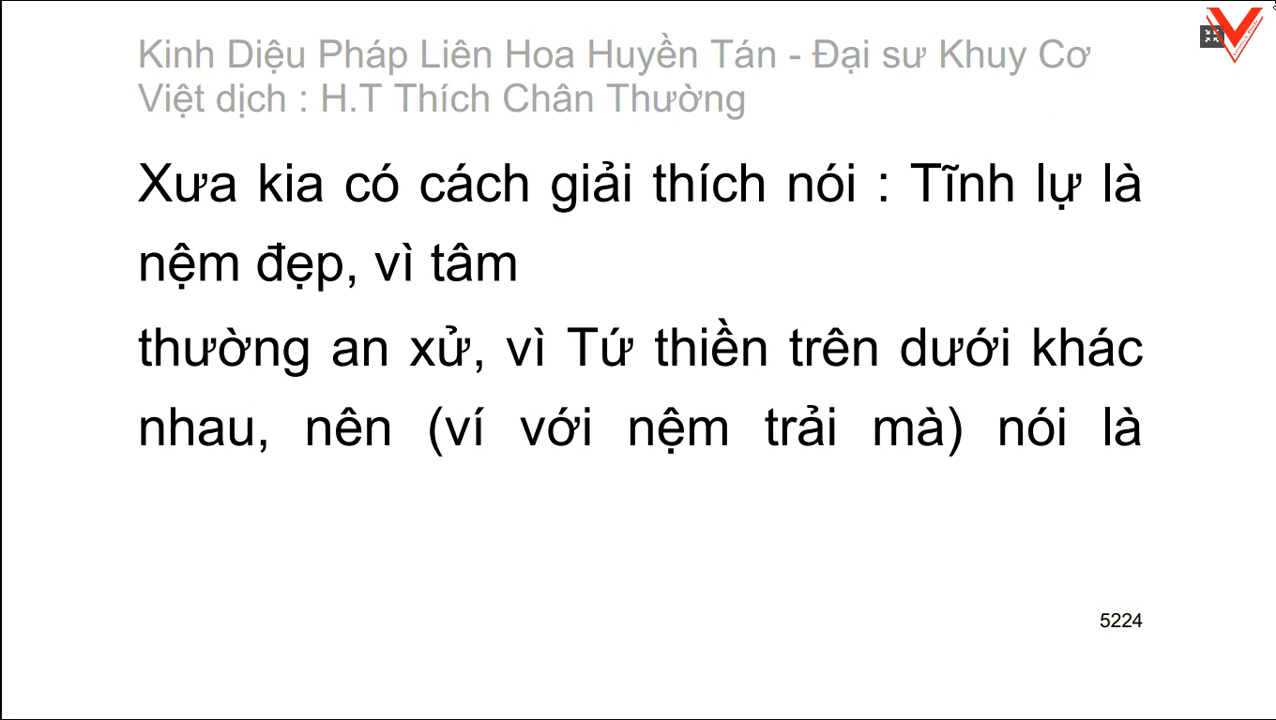 Kinh Diệu Pháp Liên Hoa Huyền Tán - Đại sư Khuy Cơ
Việt dịch : H.T Thích Chân Thường
Xưa kia có cách giải thích nói : Tĩnh lự là
nệm đẹp, vì tâm
thường an xử, vì Tứ thiền trên dưới khác
nhau, nên (ví với nệm trải mà) nói là
5224